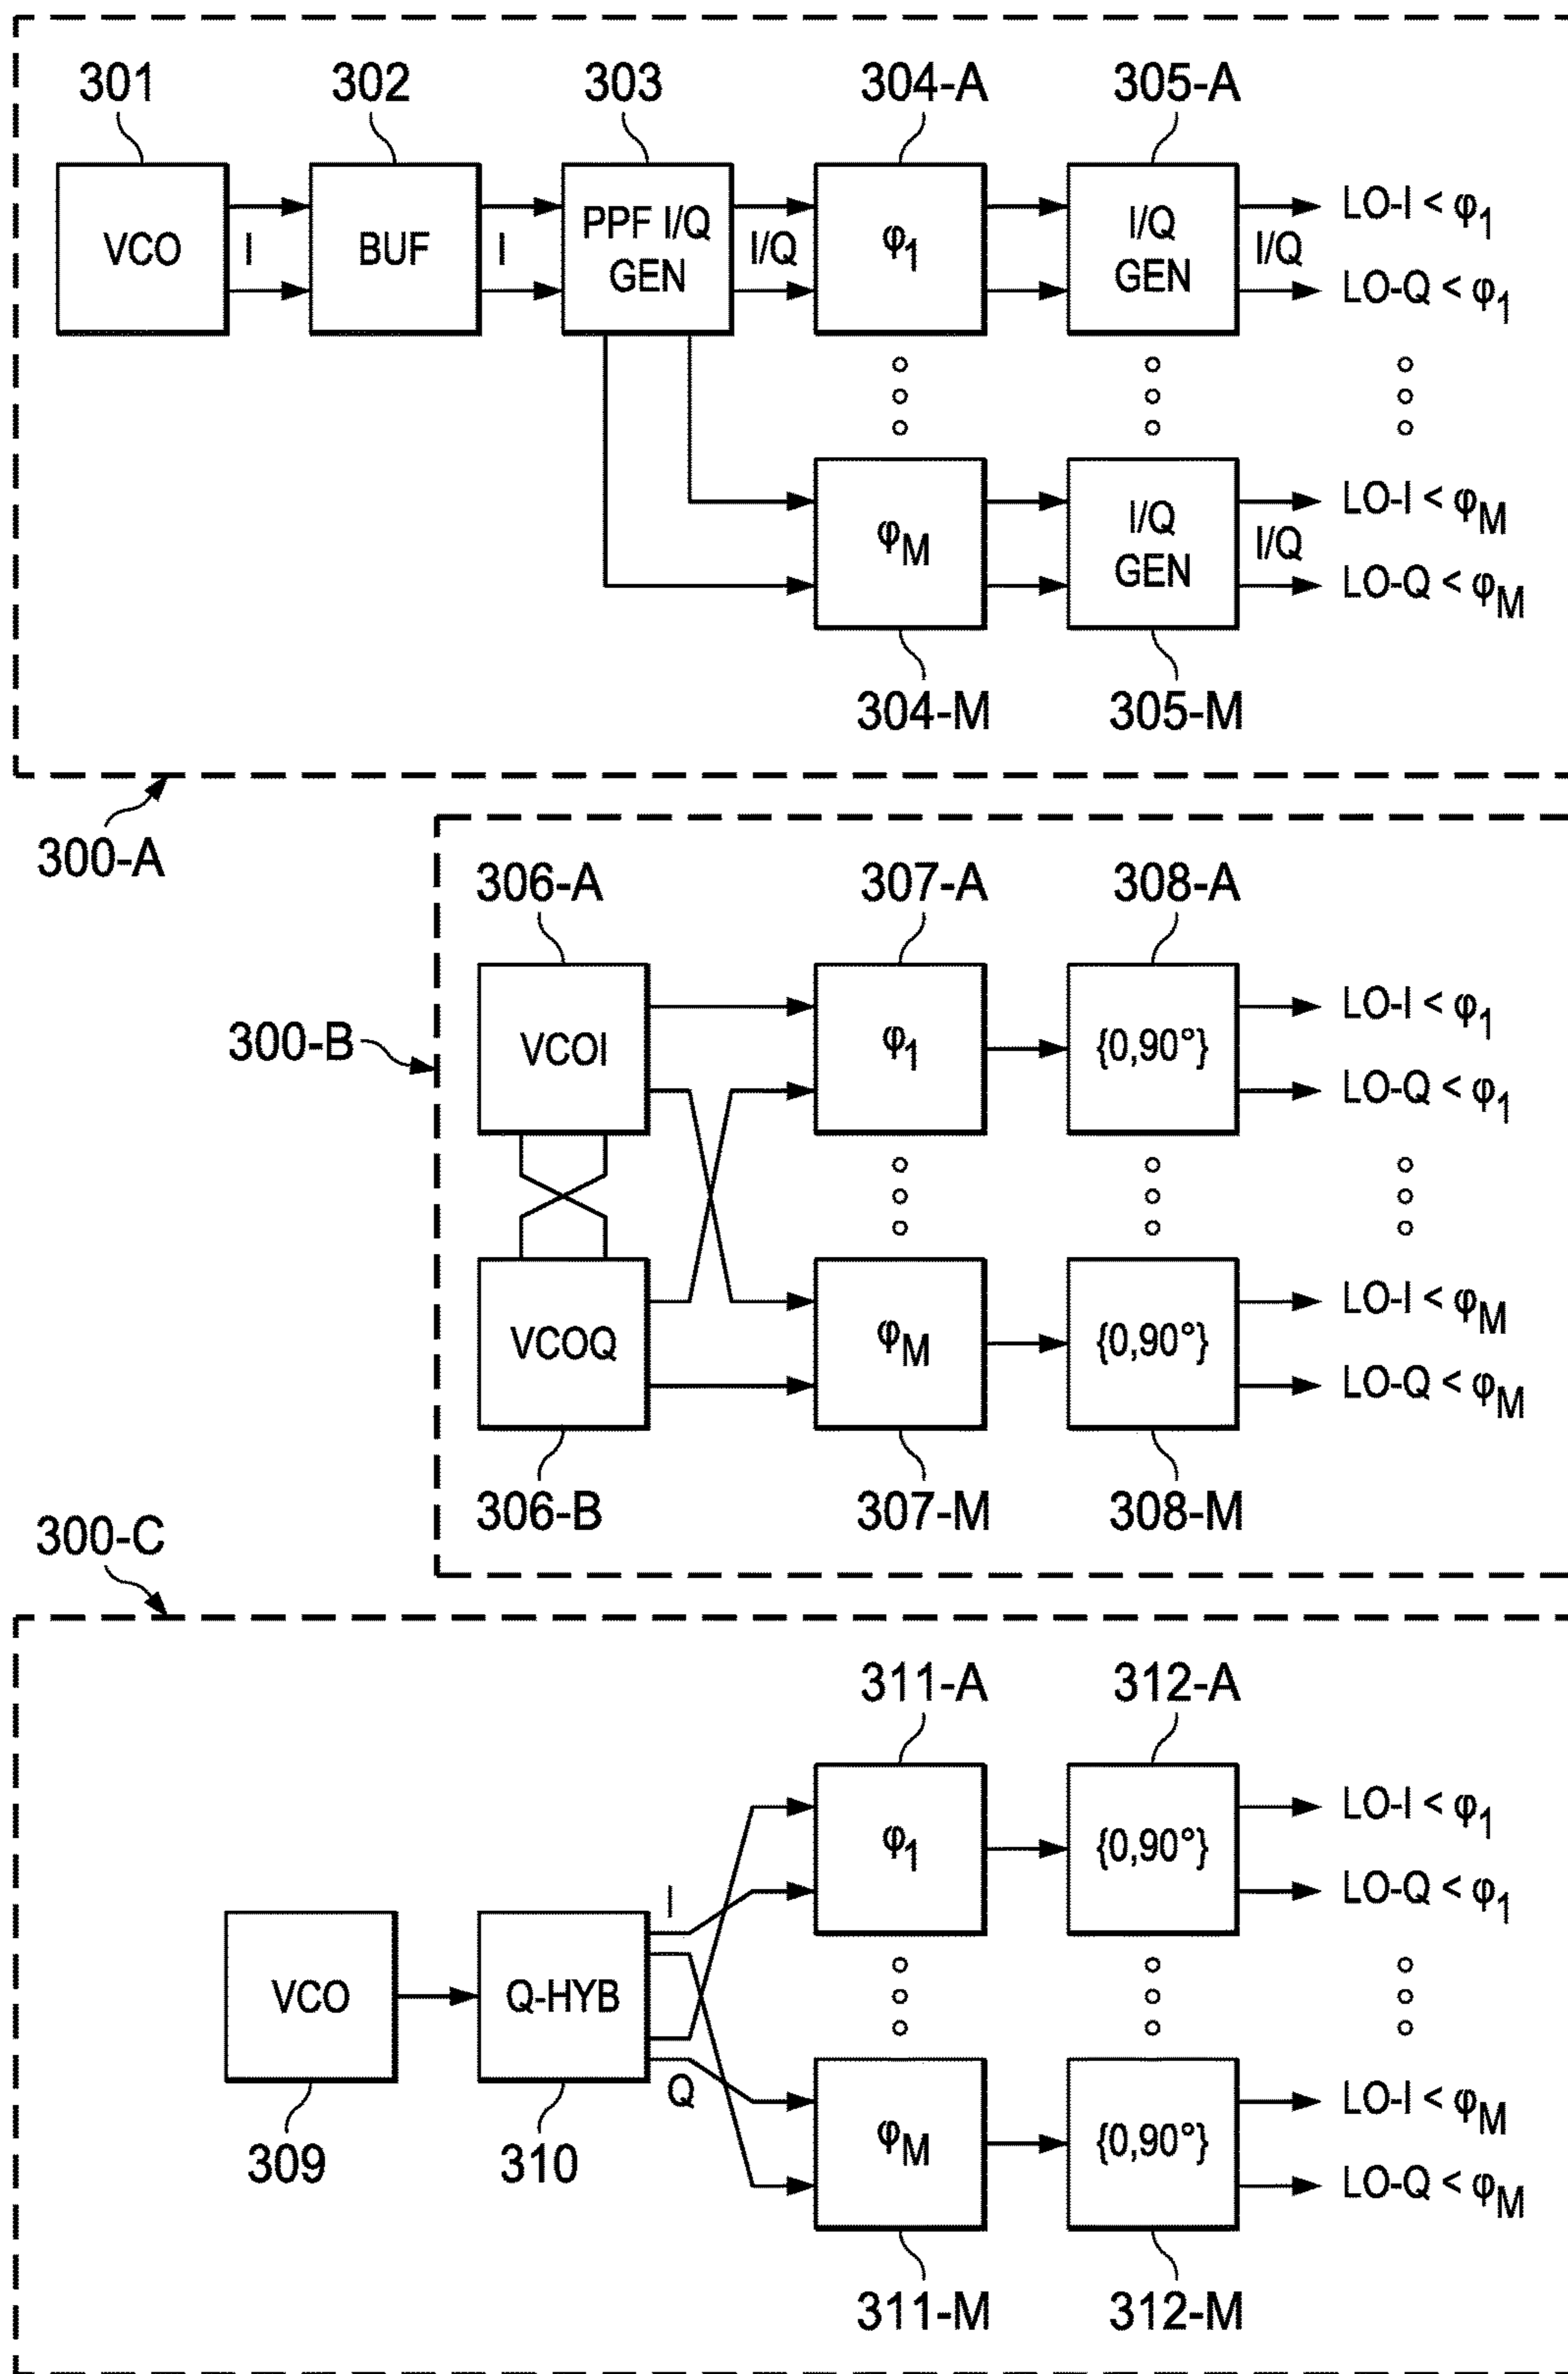 301 302 303 304-A 305-A
VCO I BUF I PPF I/Q GEN I/Q φ1 I/Q GEN I/Q LO-I < φ1
LO-Q < φ1
φM I/Q GEN I/Q LO-I < φM
LO-Q < φM
304-M 305-M
300-A
306-A 307-A 308-A
300-B
VCOI φ1 {0,90°} LO-I < φ1
LO-Q < φ1
VCOQ φM {0,90°} LO-I < φM
LO-Q < φM
306-B 307-M 308-M
300-C
311-A 312-A
φ1 {0,90°} LO-I < φ1
LO-Q < φ1
I
VCO Q-HYB
Q
φM {0,90°} LO-I < φM
LO-Q < φM
309 310
311-M 312-M